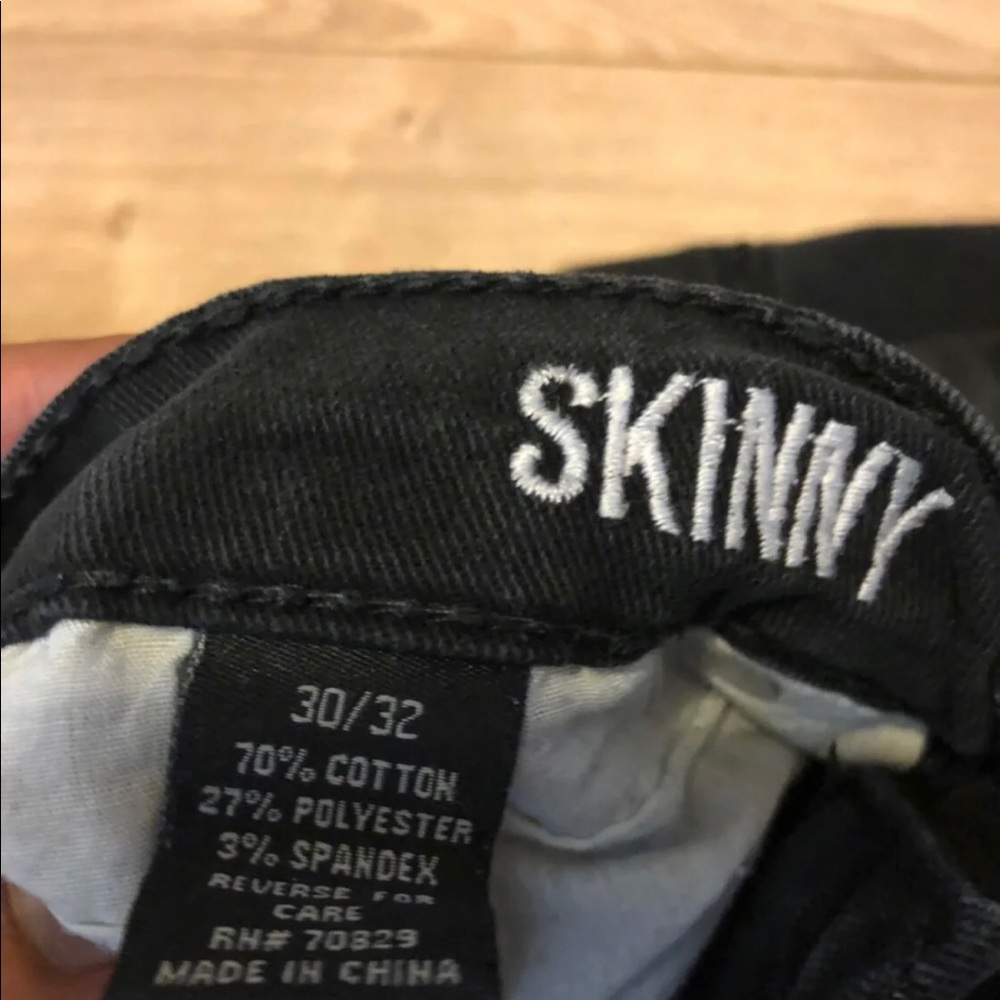 SKINNY
30/32
70% COTTON
27% POLYESTER
3% SPANDEX
REVERSE FOR
CARE
RN# 70829
MADE IN CHINA